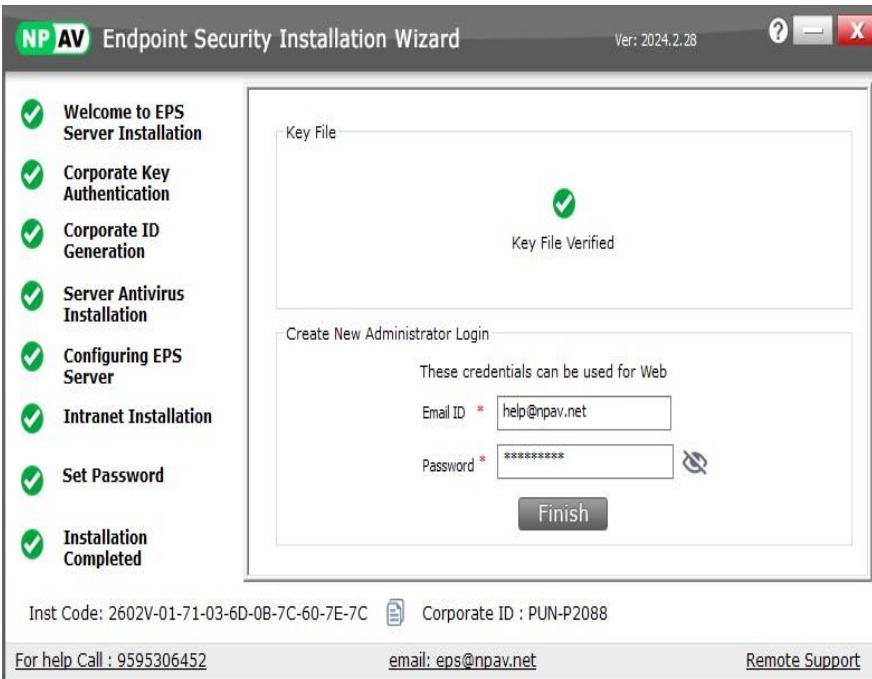 NP AV Endpoint Security Installation Wizard Ver: 2024.2.28 ? X
Welcome to EPS
Server Installation
Corporate Key
Authentication
Corporate ID
Generation
Server Antivirus
Installation
Configuring EPS
Server
Intranet Installation
Set Password
Installation
Completed
Key File
Key File Verified
Create New Administrator Login
These credentials can be used for Web
Email ID * help@npav.net
Password * *********
Finish
Inst Code: 2602V-01-71-03-6D-0B-7C-60-7E-7C Corporate ID : PUN-P2088
For help Call : 9595306452 email: eps@npav.net Remote Support